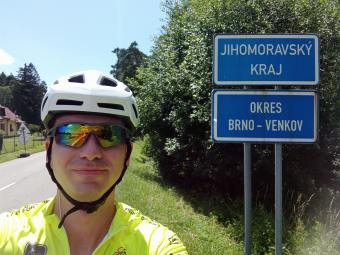 JIHOMORAVSKÝ
KRAJ
OKRES
BRNO – VENKOV